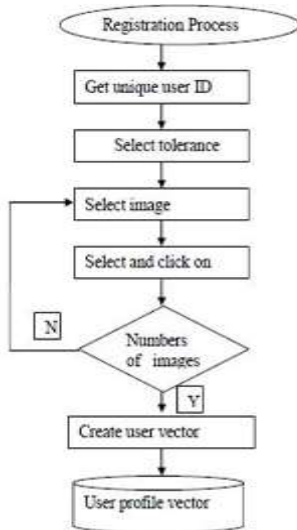 Registration Process
Get unique user ID
Select tolerance
Select image
Select and click on
N
Numbers
of images
Y
Create user vector
User profile vector